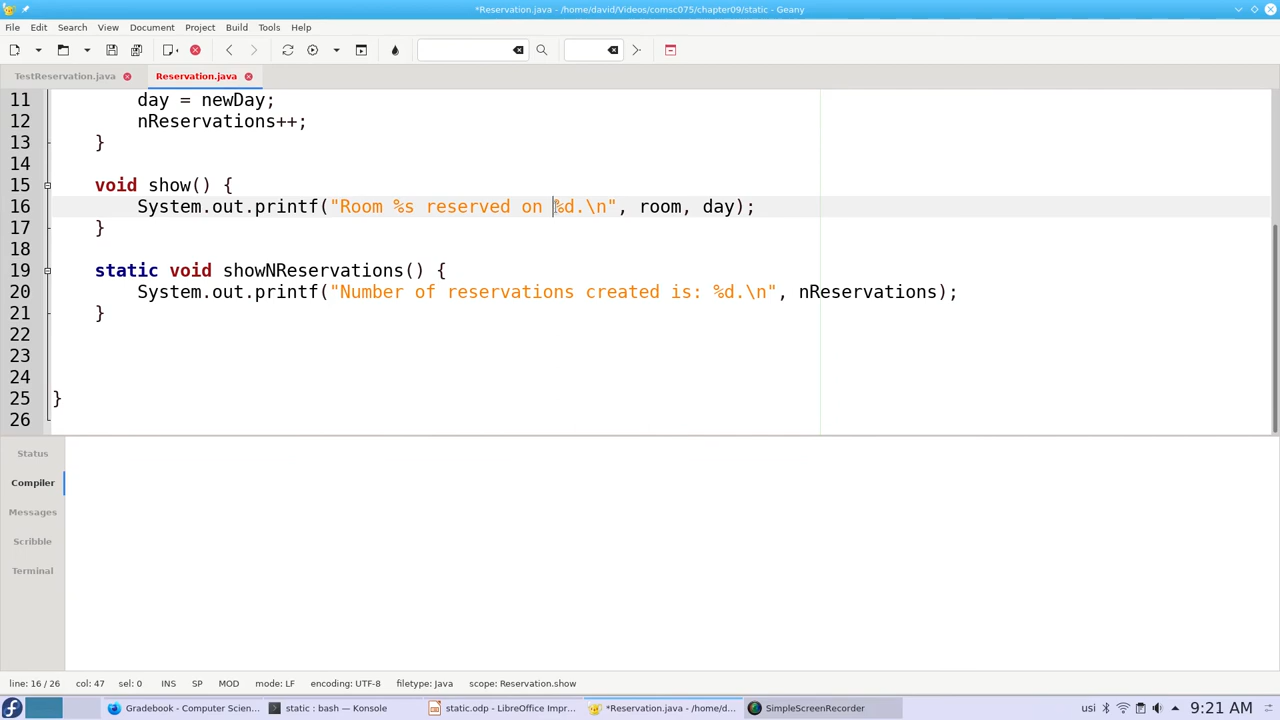 *Reservation.java - /home/david/Videos/comsc075/chapter09/static - Geany
File Edit Search View Document Project Build Tools Help
TestReservation.java Reservation.java
11 day = newDay;
12 nReservations++;
13 }
14
15 void show() {
16 System.out.printf("Room %s reserved on %d.\n", room, day);
17 }
18
19 static void showNReservations() {
20 System.out.printf("Number of reservations created is: %d.\n", nReservations);
21 }
22
23
24
25 }
26
Status
Compiler
Messages
Scribble
Terminal
line: 16 / 26 col: 47 sel: 0 INS SP MOD mode: LF encoding: UTF-8 filetype: Java scope: Reservation.show
Gradebook - Computer Scien... static : bash — Konsole static.odp - LibreOffice Impr... *Reservation.java - /home/d... SimpleScreenRecorder usi 9:21 AM